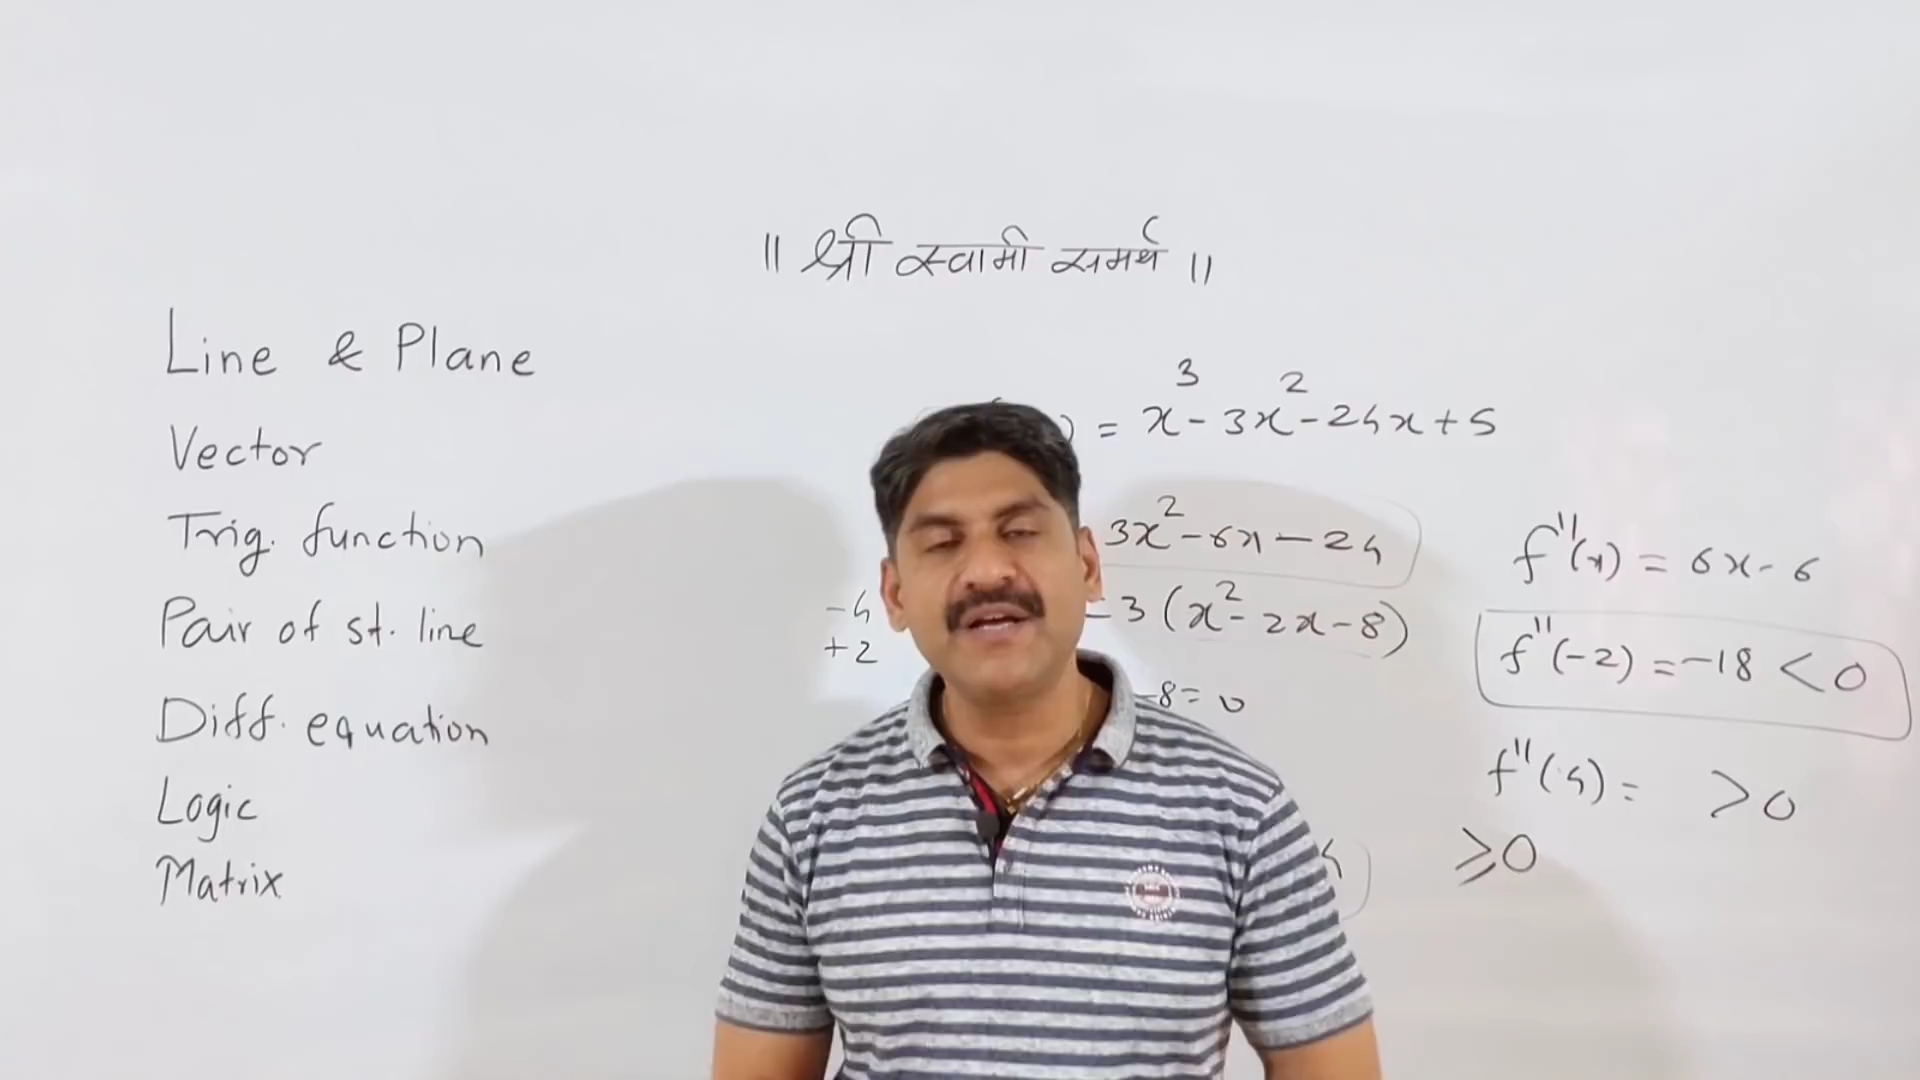 ॥ श्री स्वामी समर्थ ॥
Line & Plane
Vector
Trig. function
Pair of st. line
Diff. equation
Logic
Matrix
) = x³ - 3x² - 24x + 5
3x² - 6x - 24
= 3 (x² - 2x - 8)
-4
+2
-8 = 0
4
≥0
f''(x) = 6x - 6
f''(-2) = -18 < 0
f''(4) = > 0